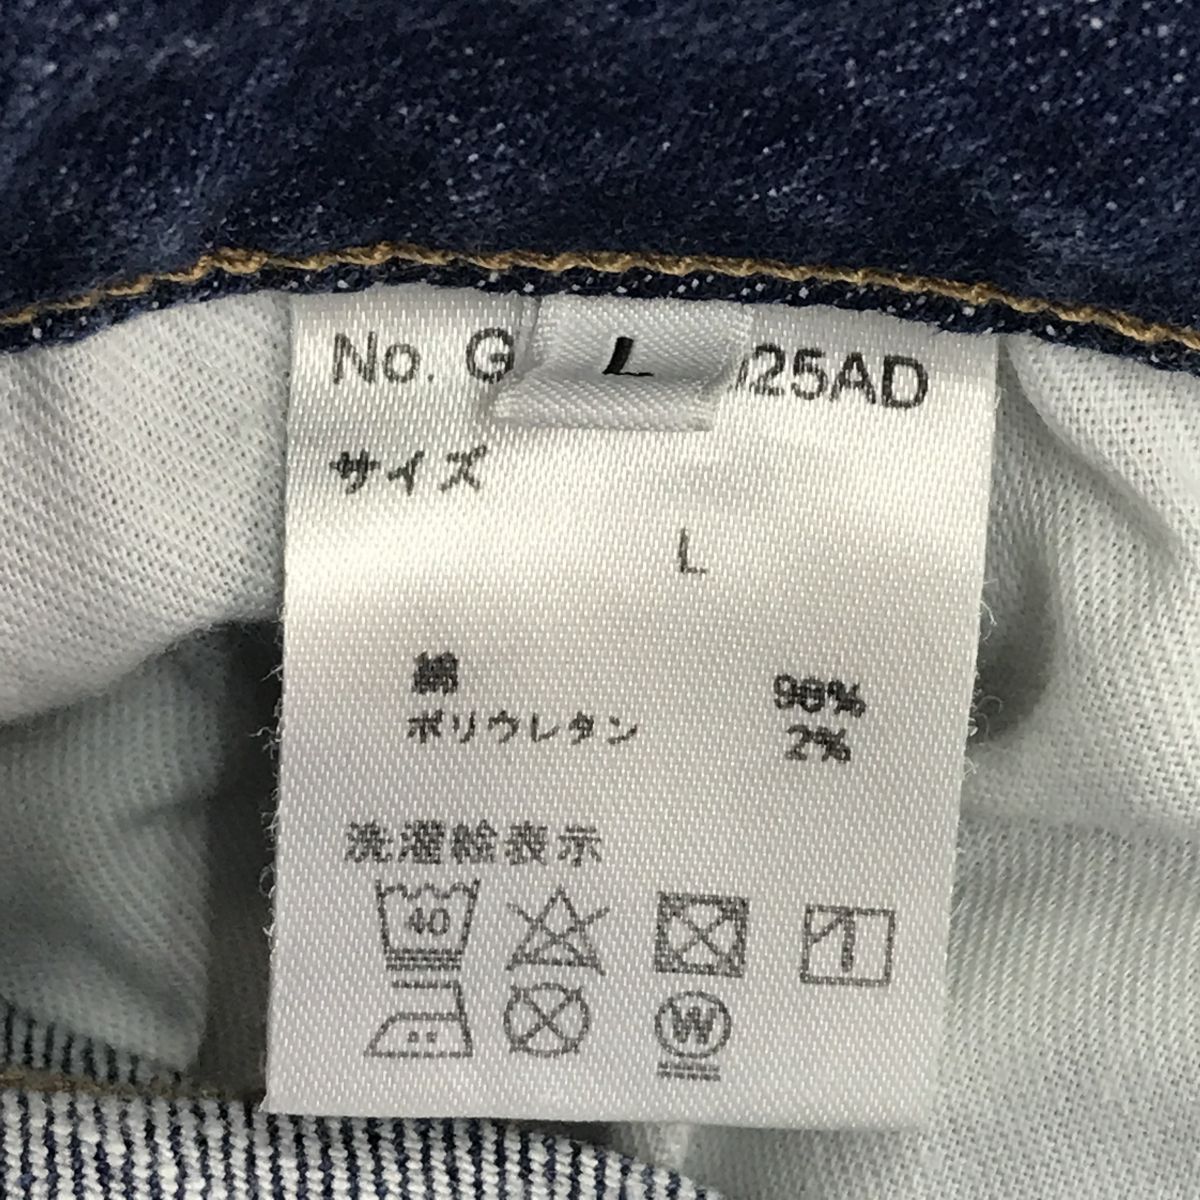 No. G L 025AD
サイズ
L
綿 98%
ポリウレタン 2%
洗濯絵表示
40
W